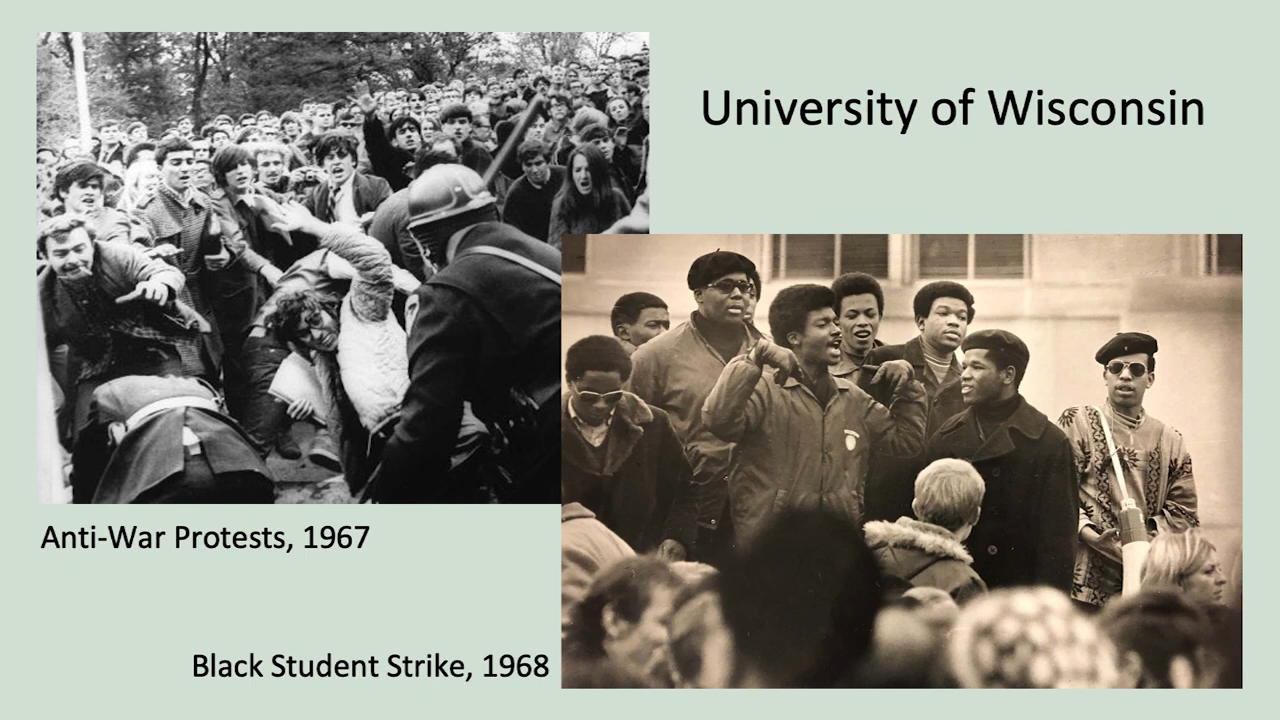 University of Wisconsin
Anti-War Protests, 1967
Black Student Strike, 1968